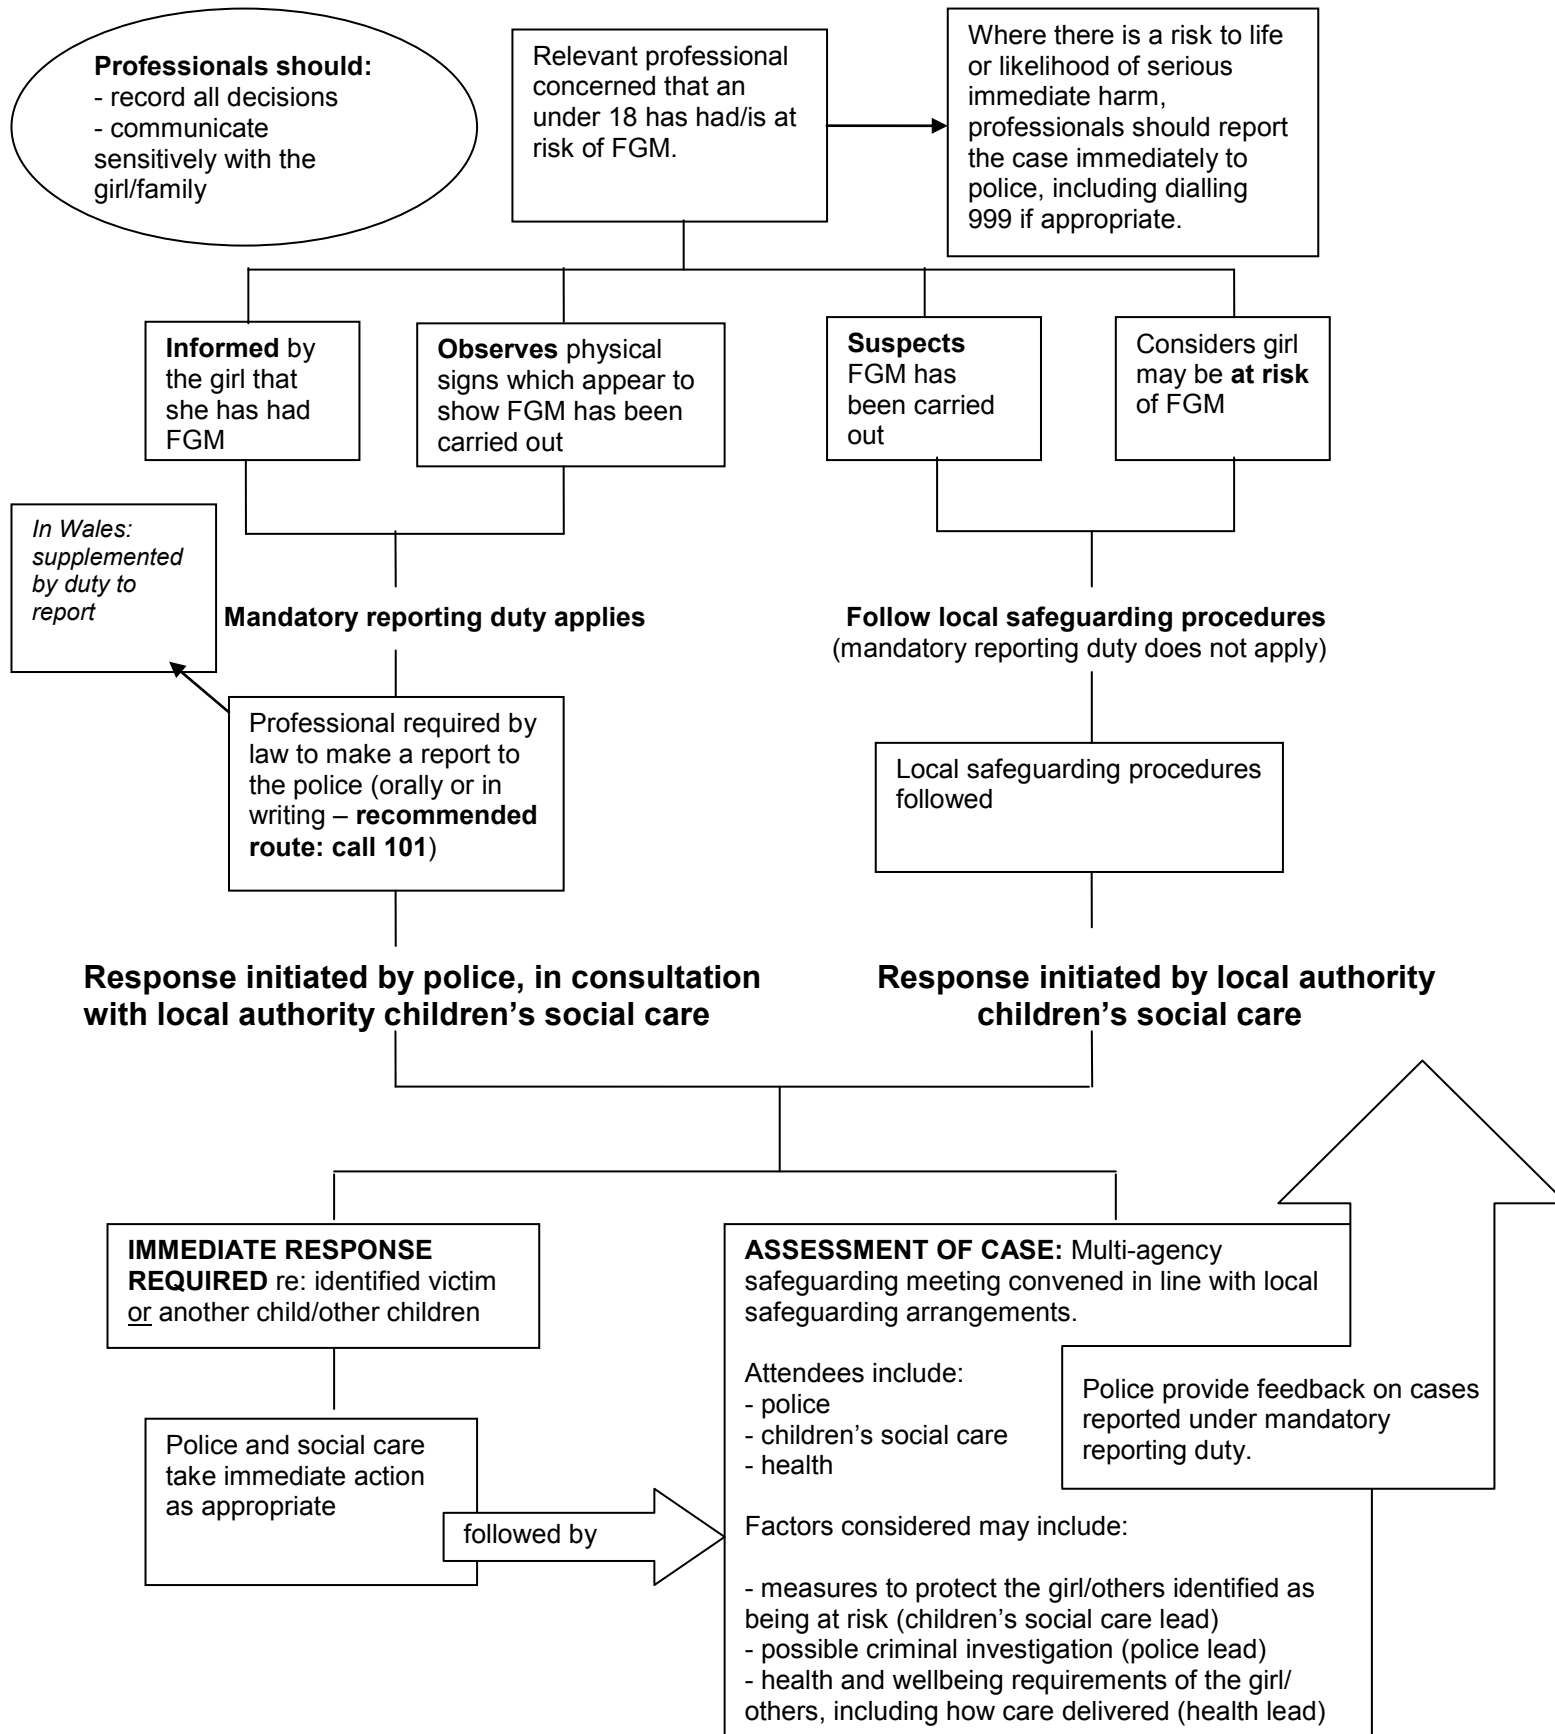 Professionals should:
- record all decisions
- communicate
sensitively with the
girl/family
Relevant professional
concerned that an
under 18 has had/is at
risk of FGM.
Where there is a risk to life
or likelihood of serious
immediate harm,
professionals should report
the case immediately to
police, including dialling
999 if appropriate.
Informed by
the girl that
she has had
FGM
Observes physical
signs which appear to
show FGM has been
carried out
Suspects
FGM has
been carried
out
Considers girl
may be at risk
of FGM
In Wales:
supplemented
by duty to
report
Mandatory reporting duty applies
Follow local safeguarding procedures
(mandatory reporting duty does not apply)
Professional required by
law to make a report to
the police (orally or in
writing – recommended
route: call 101)
Local safeguarding procedures
followed
Response initiated by police, in consultation
with local authority children’s social care
Response initiated by local authority
children’s social care
IMMEDIATE RESPONSE
REQUIRED re: identified victim
or another child/other children
Police and social care
take immediate action
as appropriate
followed by
ASSESSMENT OF CASE: Multi-agency
safeguarding meeting convened in line with local
safeguarding arrangements.
Attendees include:
- police
- children’s social care
- health
Factors considered may include:
- measures to protect the girl/others identified as
being at risk (children’s social care lead)
- possible criminal investigation (police lead)
- health and wellbeing requirements of the girl/
others, including how care delivered (health lead)
Police provide feedback on cases
reported under mandatory
reporting duty.